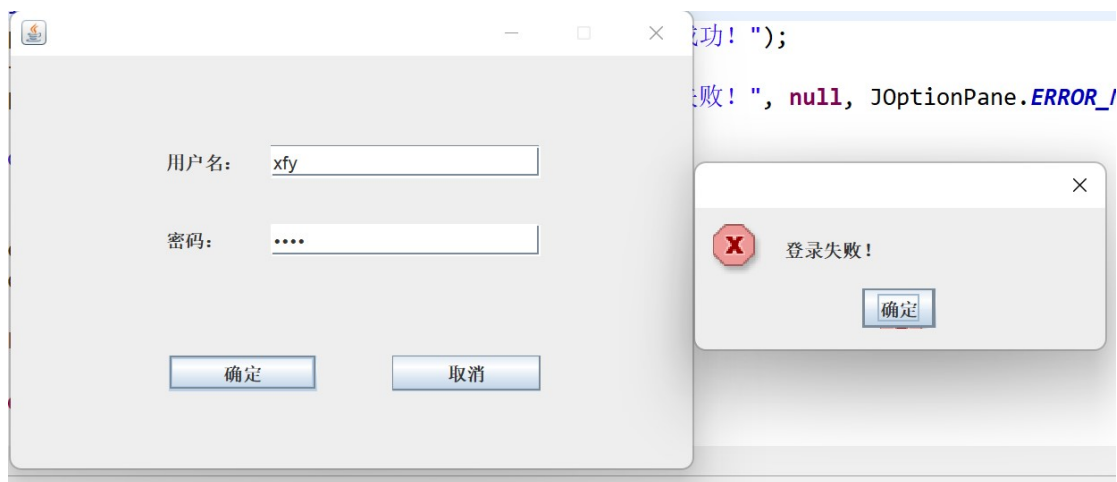 功！");
败！", null, JOptionPane.ERROR_
用户名：
xfy
密码：
••••
登录失败！
确定
确定
取消